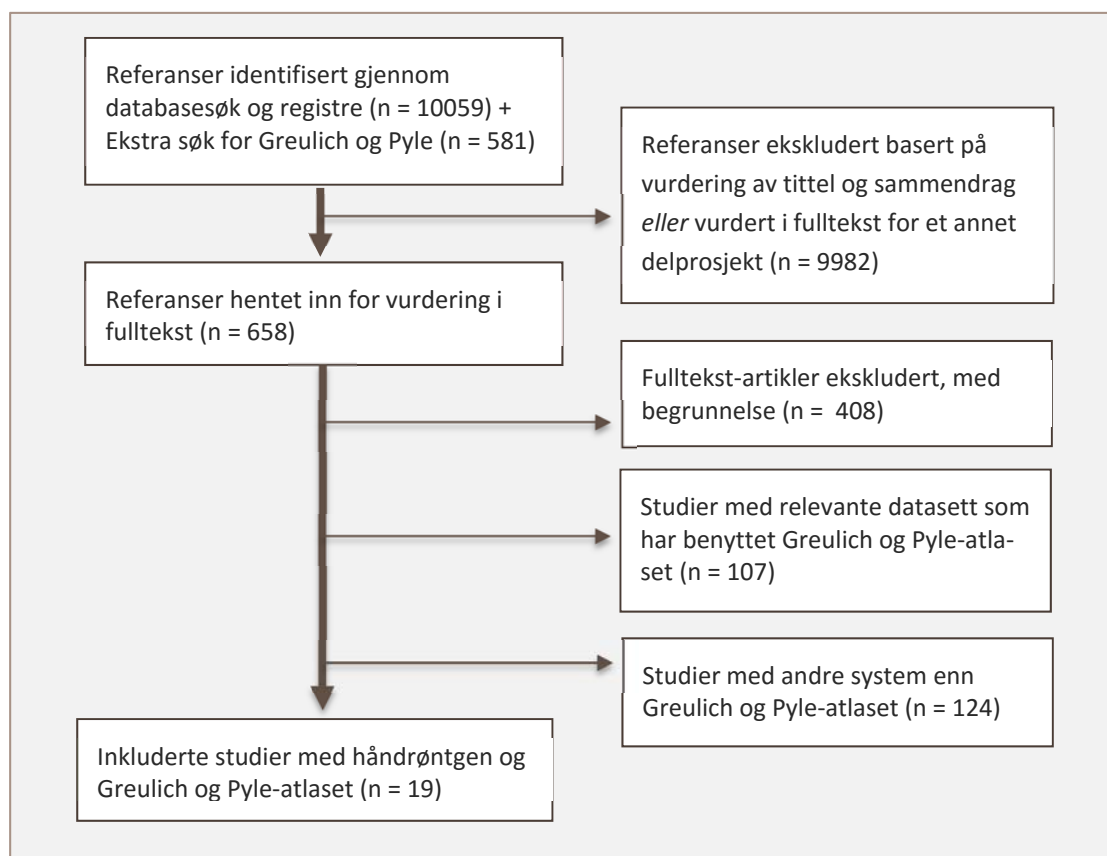 Referanser identifisert gjennom
databasesøk og registre (n = 10059) +
Ekstra søk for Greulich og Pyle (n = 581)
Referanser ekskludert basert på
vurdering av tittel og sammendrag
eller vurdert i fulltekst for et annet
delprosjekt (n = 9982)
Referanser hentet inn for vurdering i
fulltekst (n = 658)
Fulltekst-artikler ekskludert, med
begrunnelse (n =  408)
Studier med relevante datasett som
har benyttet Greulich og Pyle-atla-
set (n = 107)
Studier med andre system enn
Greulich og Pyle-atlaset (n = 124)
Inkluderte studier med håndrøntgen og
Greulich og Pyle-atlaset (n = 19)